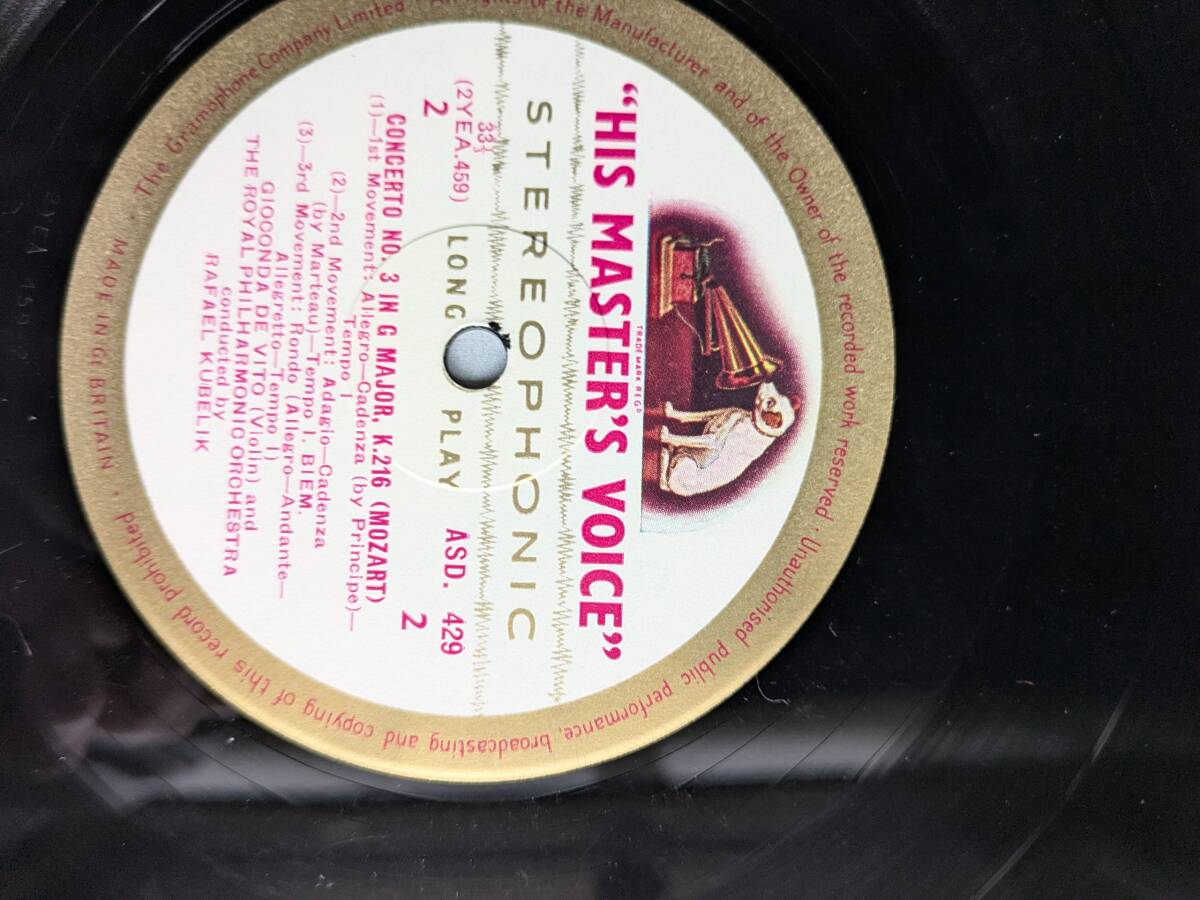 The Gramophone Company Limited · All rights of the Manufacturer and of the Owner of the recorded work reserved · Unauthorised public performance, broadcasting and copying of this record prohibited ·
MADE IN Gt BRITAIN
TRADE MARK REGD
"HIS MASTER'S VOICE"
STEREOPHONIC
33⅓
(2YEA.459) LONG PLAY ASD. 429
2 2
CONCERTO NO. 3 IN G MAJOR, K.216 (MOZART)
(1)—1st Movement: Allegro—Cadenza (by Principe)—
Tempo I
(2)—2nd Movement: Adagio—Cadenza
(by Marteau)—Tempo I. BIEM.
(3)—3rd Movement: Rondo (Allegro—Andante—
Allegretto—Tempo I)
GIOCONDA DE VITO (Violin) and
THE ROYAL PHILHARMONIC ORCHESTRA
conducted by
RAFAEL KUBELIK
2YEA 459